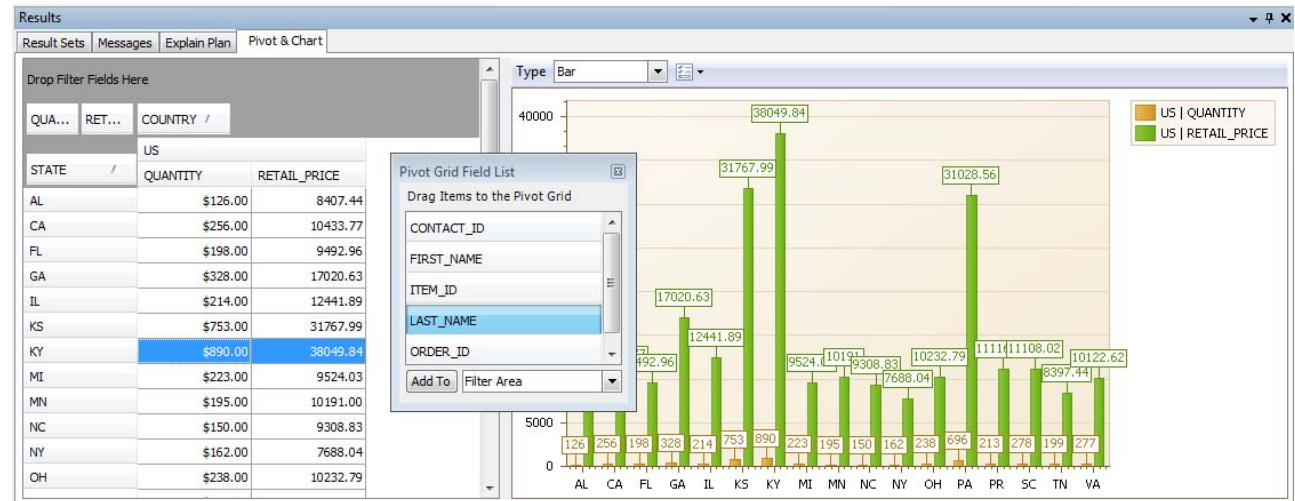 Results
Result Sets Messages Explain Plan Pivot & Chart
Drop Filter Fields Here
QUA... RET... COUNTRY /
US
STATE / QUANTITY RETAIL_PRICE
AL $126.00 8407.44
CA $256.00 10433.77
FL $198.00 9492.96
GA $328.00 17020.63
IL $214.00 12441.89
KS $753.00 31767.99
KY $890.00 38049.84
MI $223.00 9524.03
MN $195.00 10191.00
NC $150.00 9308.83
NY $162.00 7688.04
OH $238.00 10232.79
Pivot Grid Field List
Drag Items to the Pivot Grid
CONTACT_ID
FIRST_NAME
ITEM_ID
LAST_NAME
ORDER_ID
Add To Filter Area
Type Bar
US | QUANTITY
US | RETAIL_PRICE
40000
38049.84
31767.99
31028.56
17020.63
12441.89
492.96 9524. 10191 9308.83 7688.04 10232.79 11108.02 8397.44 10122.62
5000
126 256 198 328 214 753 890 223 195 150 162 238 696 213 278 199 277
0
AL CA FL GA IL KS KY MI MN NC NY OH PA PR SC TN VA